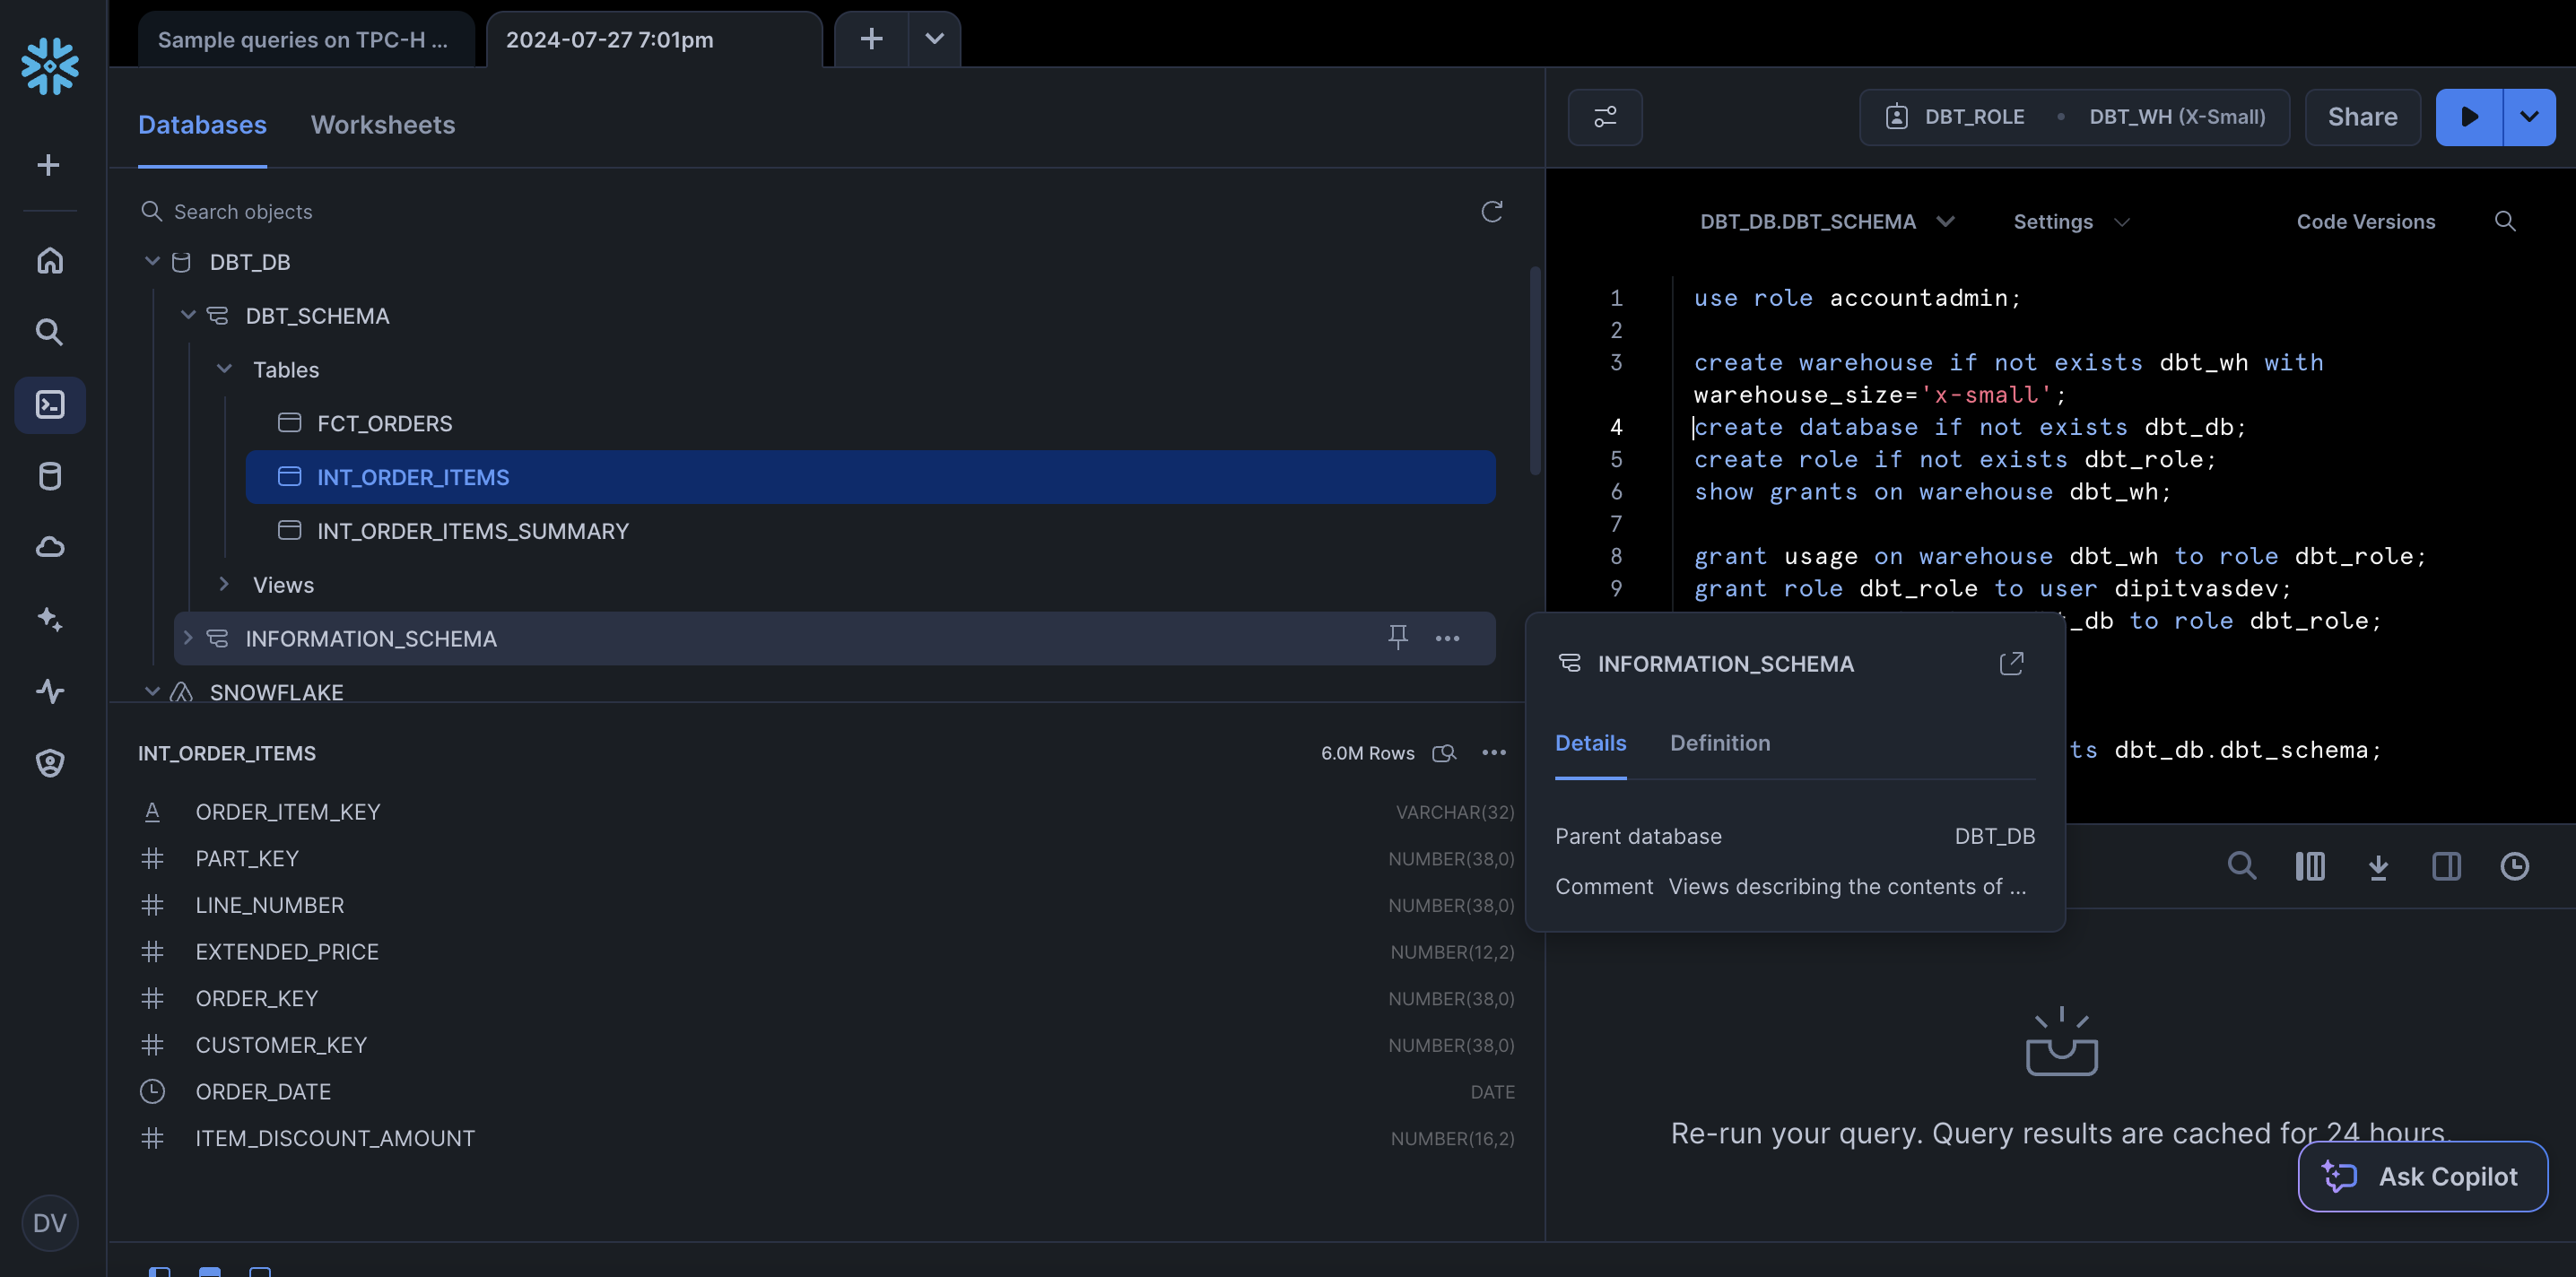 Sample queries on TPC-H ...
2024-07-27 7:01pm
Databases
Worksheets
DBT_ROLE
DBT_WH (X-Small)
Share
Search objects
DBT_DB
DBT_SCHEMA
Tables
FCT_ORDERS
INT_ORDER_ITEMS
INT_ORDER_ITEMS_SUMMARY
Views
INFORMATION_SCHEMA
SNOWFLAKE
INT_ORDER_ITEMS
6.0M Rows
ORDER_ITEM_KEY VARCHAR(32)
PART_KEY NUMBER(38,0)
LINE_NUMBER NUMBER(38,0)
EXTENDED_PRICE NUMBER(12,2)
ORDER_KEY NUMBER(38,0)
CUSTOMER_KEY NUMBER(38,0)
ORDER_DATE DATE
ITEM_DISCOUNT_AMOUNT NUMBER(16,2)
DV
DBT_DB.DBT_SCHEMA
Settings
Code Versions
1 use role accountadmin;
2
3 create warehouse if not exists dbt_wh with
warehouse_size='x-small';
4 create database if not exists dbt_db;
5 create role if not exists dbt_role;
6 show grants on warehouse dbt_wh;
7
8 grant usage on warehouse dbt_wh to role dbt_role;
9 grant role dbt_role to user dipitvasdev;
_db to role dbt_role;
ts dbt_db.dbt_schema;
INFORMATION_SCHEMA
Details
Definition
Parent database DBT_DB
Comment Views describing the contents of ...
Re-run your query. Query results are cached for 24 hours.
Ask Copilot